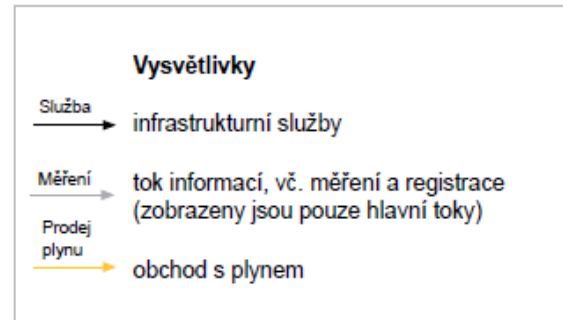 Vysvětlivky
Služba
infrastrukturní služby
Měření
tok informací, vč. měření a registrace
(zobrazeny jsou pouze hlavní toky)
Prodej
plynu
obchod s plynem